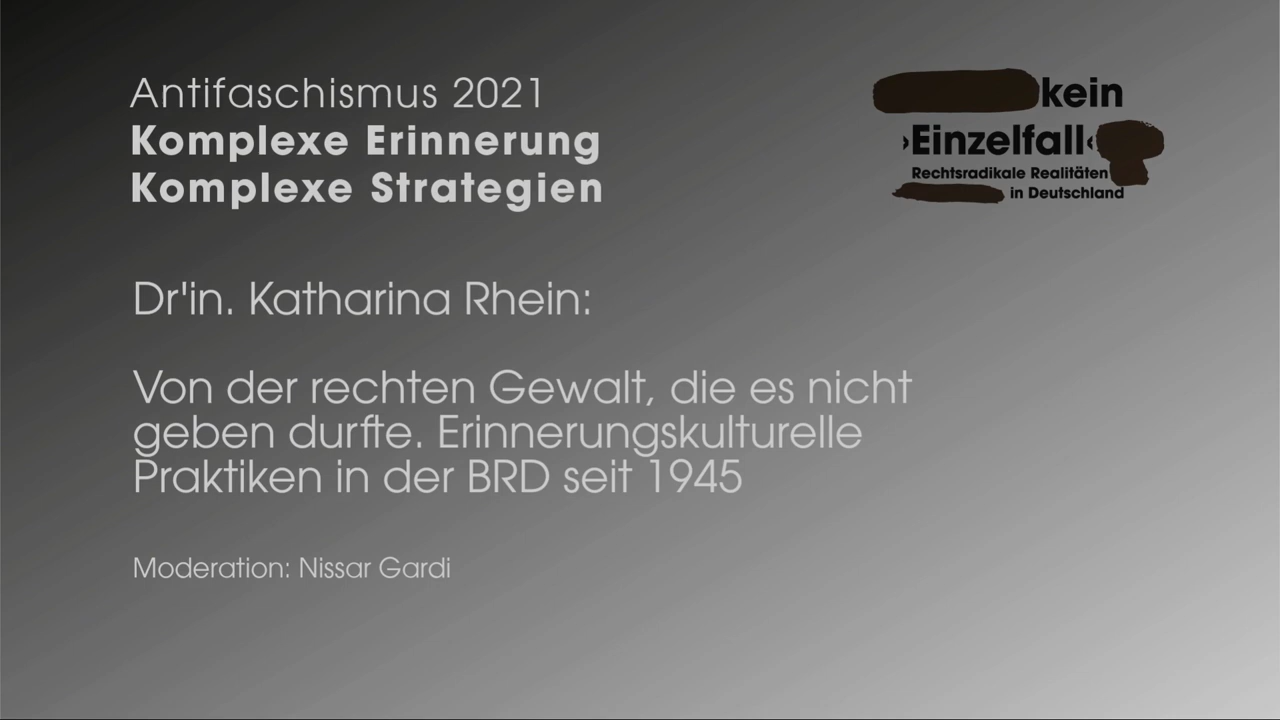 Antifaschismus 2021
Komplexe Erinnerung
Komplexe Strategien
kein
›Einzelfall‹
Rechtsradikale Realitäten
in Deutschland
Dr'in. Katharina Rhein:
Von der rechten Gewalt, die es nicht
geben durfte. Erinnerungskulturelle
Praktiken in der BRD seit 1945
Moderation: Nissar Gardi